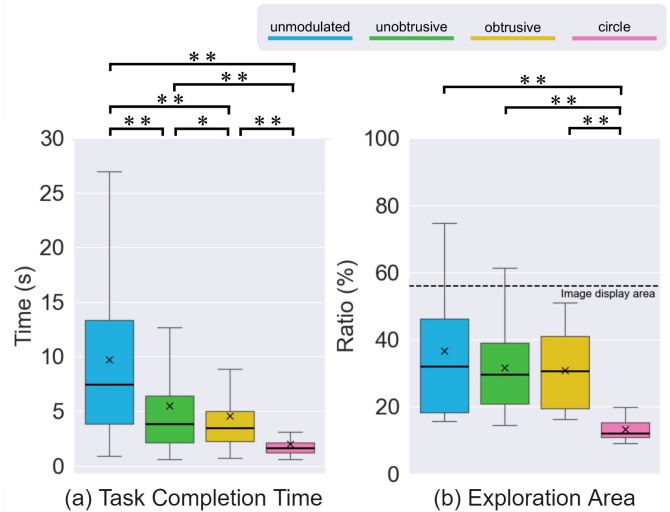 unmodulated unobtrusive obtrusive circle
**
**
**
** * **
**
**
**
30
25
20
15
10
5
0
Time (s)
(a) Task Completion Time
100
80
60
40
20
0
Ratio (%)
Image display area
(b) Exploration Area